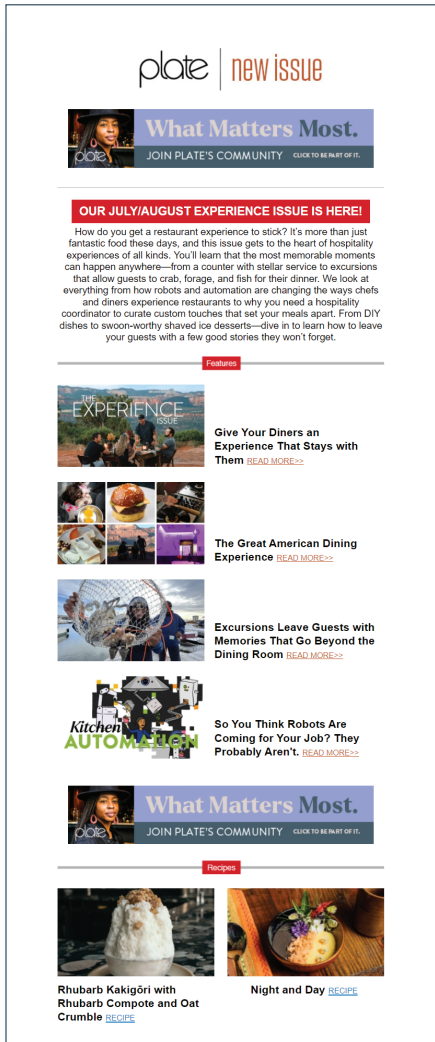 plate | new issue
What Matters Most.
plate JOIN PLATE'S COMMUNITY CLICK TO BE PART OF IT.
OUR JULY/AUGUST EXPERIENCE ISSUE IS HERE!
How do you get a restaurant experience to stick? It's more than just
fantastic food these days, and this issue gets to the heart of hospitality
experiences of all kinds. You'll learn that the most memorable moments
can happen anywhere—from a counter with stellar service to excursions
that allow guests to crab, forage, and fish for their dinner. We look at
everything from how robots and automation are changing the ways chefs
and diners experience restaurants to why you need a hospitality
coordinator to curate custom touches that set your meals apart. From DIY
dishes to swoon-worthy shaved ice desserts—dive in to learn how to leave
your guests with a few good stories they won't forget.
Features
THE
EXPERIENCE
ISSUE
Give Your Diners an
Experience That Stays with
Them READ MORE>>
The Great American Dining
Experience READ MORE>>
Excursions Leave Guests with
Memories That Go Beyond the
Dining Room READ MORE>>
Kitchen
AUTOMATION
So You Think Robots Are
Coming for Your Job? They
Probably Aren't. READ MORE>>
What Matters Most.
plate JOIN PLATE'S COMMUNITY CLICK TO BE PART OF IT.
Recipes
Rhubarb Kakigōri with
Rhubarb Compote and Oat
Crumble RECIPE
Night and Day RECIPE